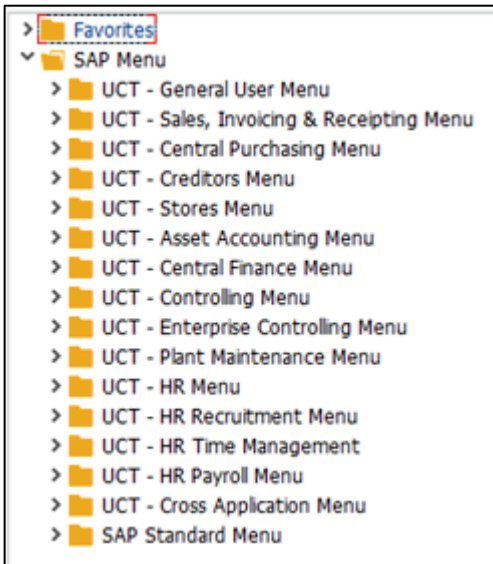 Favorites
SAP Menu
UCT - General User Menu
UCT - Sales, Invoicing & Receipting Menu
UCT - Central Purchasing Menu
UCT - Creditors Menu
UCT - Stores Menu
UCT - Asset Accounting Menu
UCT - Central Finance Menu
UCT - Controlling Menu
UCT - Enterprise Controlling Menu
UCT - Plant Maintenance Menu
UCT - HR Menu
UCT - HR Recruitment Menu
UCT - HR Time Management
UCT - HR Payroll Menu
UCT - Cross Application Menu
SAP Standard Menu